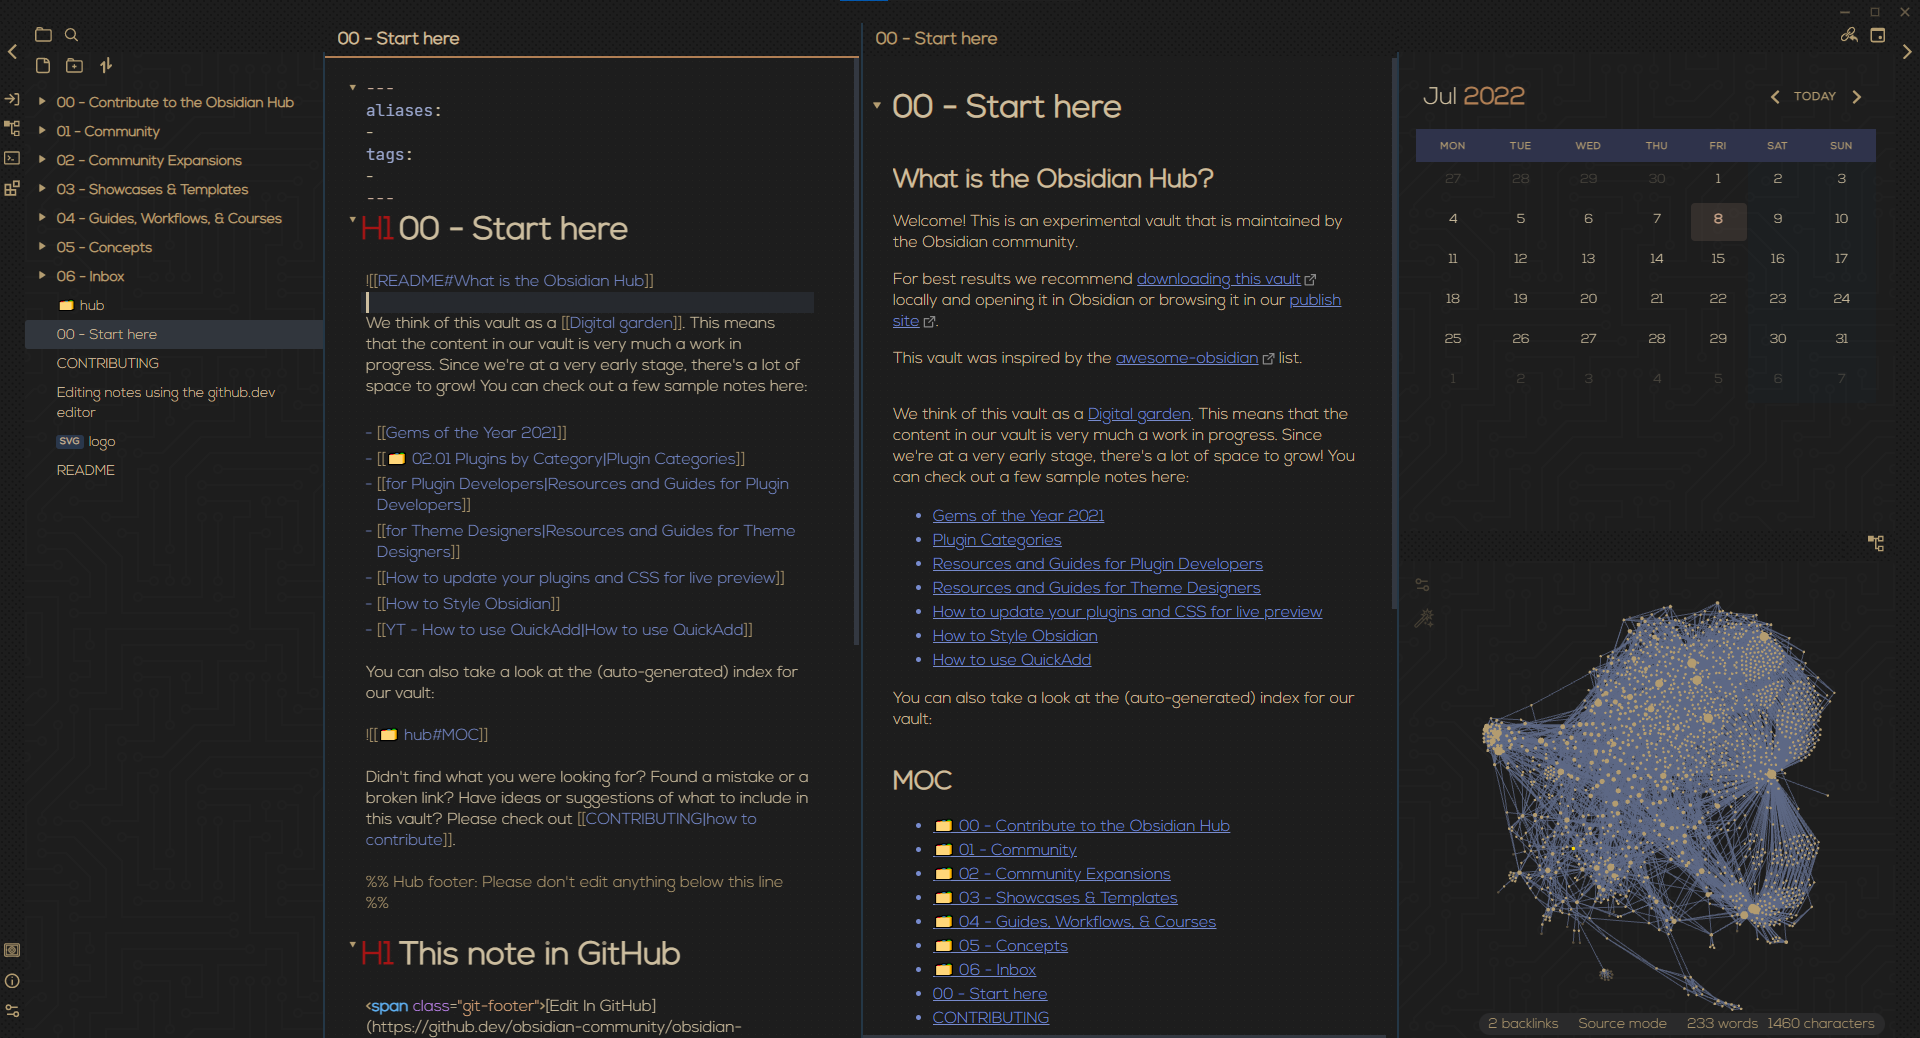 00 - Contribute to the Obsidian Hub
01 - Community
02 - Community Expansions
03 - Showcases & Templates
04 - Guides, Workflows, & Courses
05 - Concepts
06 - Inbox
hub
00 - Start here
CONTRIBUTING
Editing notes using the github.dev
editor
SVG logo
README
00 - Start here
---
aliases:
-
tags:
-
---
H1 00 - Start here
![[README#What is the Obsidian Hub]]
We think of this vault as a [[Digital garden]]. This means
that the content in our vault is very much a work in
progress. Since we're at a very early stage, there's a lot of
space to grow! You can check out a few sample notes here:
- [[Gems of the Year 2021]]
- [[🗂️ 02.01 Plugins by Category|Plugin Categories]]
- [[for Plugin Developers|Resources and Guides for Plugin
Developers]]
- [[for Theme Designers|Resources and Guides for Theme
Designers]]
- [[How to update your plugins and CSS for live preview]]
- [[How to Style Obsidian]]
- [[YT - How to use QuickAdd|How to use QuickAdd]]
You can also take a look at the (auto-generated) index for
our vault:
![[🗂️ hub#MOC]]
Didn't find what you were looking for? Found a mistake or a
broken link? Have ideas or suggestions of what to include in
this vault? Please check out [[CONTRIBUTING|how to
contribute]].
%% Hub footer: Please don't edit anything below this line
%%
H1 This note in GitHub
<span class="git-footer">[Edit In GitHub]
(https://github.dev/obsidian-community/obsidian-
00 - Start here
00 - Start here
What is the Obsidian Hub?
Welcome! This is an experimental vault that is maintained by
the Obsidian community.
For best results we recommend downloading this vault
locally and opening it in Obsidian or browsing it in our publish
site.
This vault was inspired by the awesome-obsidian list.
We think of this vault as a Digital garden. This means that the
content in our vault is very much a work in progress. Since
we're at a very early stage, there's a lot of space to grow! You
can check out a few sample notes here:
• Gems of the Year 2021
• Plugin Categories
• Resources and Guides for Plugin Developers
• Resources and Guides for Theme Designers
• How to update your plugins and CSS for live preview
• How to Style Obsidian
• How to use QuickAdd
You can also take a look at the (auto-generated) index for our
vault:
MOC
• 🗂️ 00 - Contribute to the Obsidian Hub
• 🗂️ 01 - Community
• 🗂️ 02 - Community Expansions
• 🗂️ 03 - Showcases & Templates
• 🗂️ 04 - Guides, Workflows, & Courses
• 🗂️ 05 - Concepts
• 🗂️ 06 - Inbox
• 00 - Start here
• CONTRIBUTING
Jul 2022 TODAY
MON TUE WED THU FRI SAT SUN
27 28 29 30 1 2 3
4 5 6 7 8 9 10
11 12 13 14 15 16 17
18 19 20 21 22 23 24
25 26 27 28 29 30 31
1 2 3 4 5 6 7
2 backlinks Source mode 233 words 1460 characters